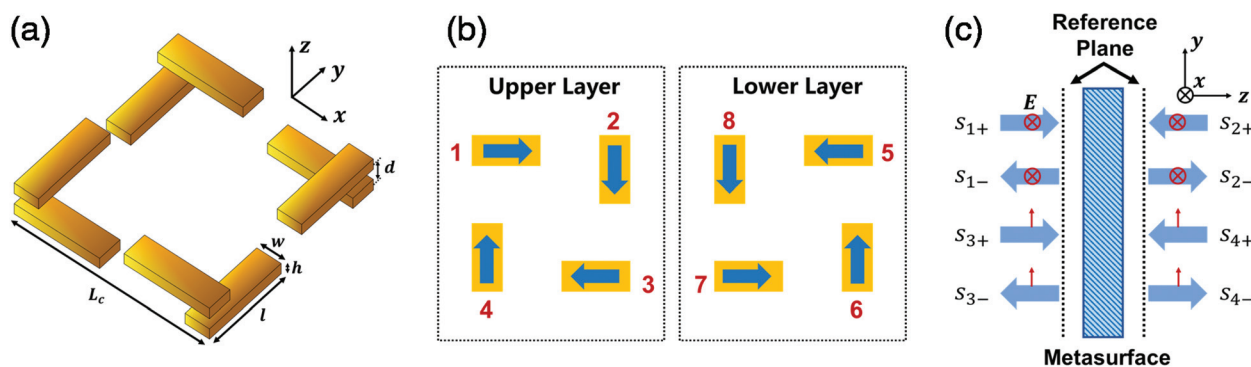 (a)
z
y
x
d
w
h
l
L_c
(b)
Upper Layer
1
2
3
4
Lower Layer
8
5
7
6
(c)
Reference
Plane
y
x
z
E
S_{1+}
S_{2+}
S_{1-}
S_{2-}
S_{3+}
S_{4+}
S_{3-}
S_{4-}
Metasurface